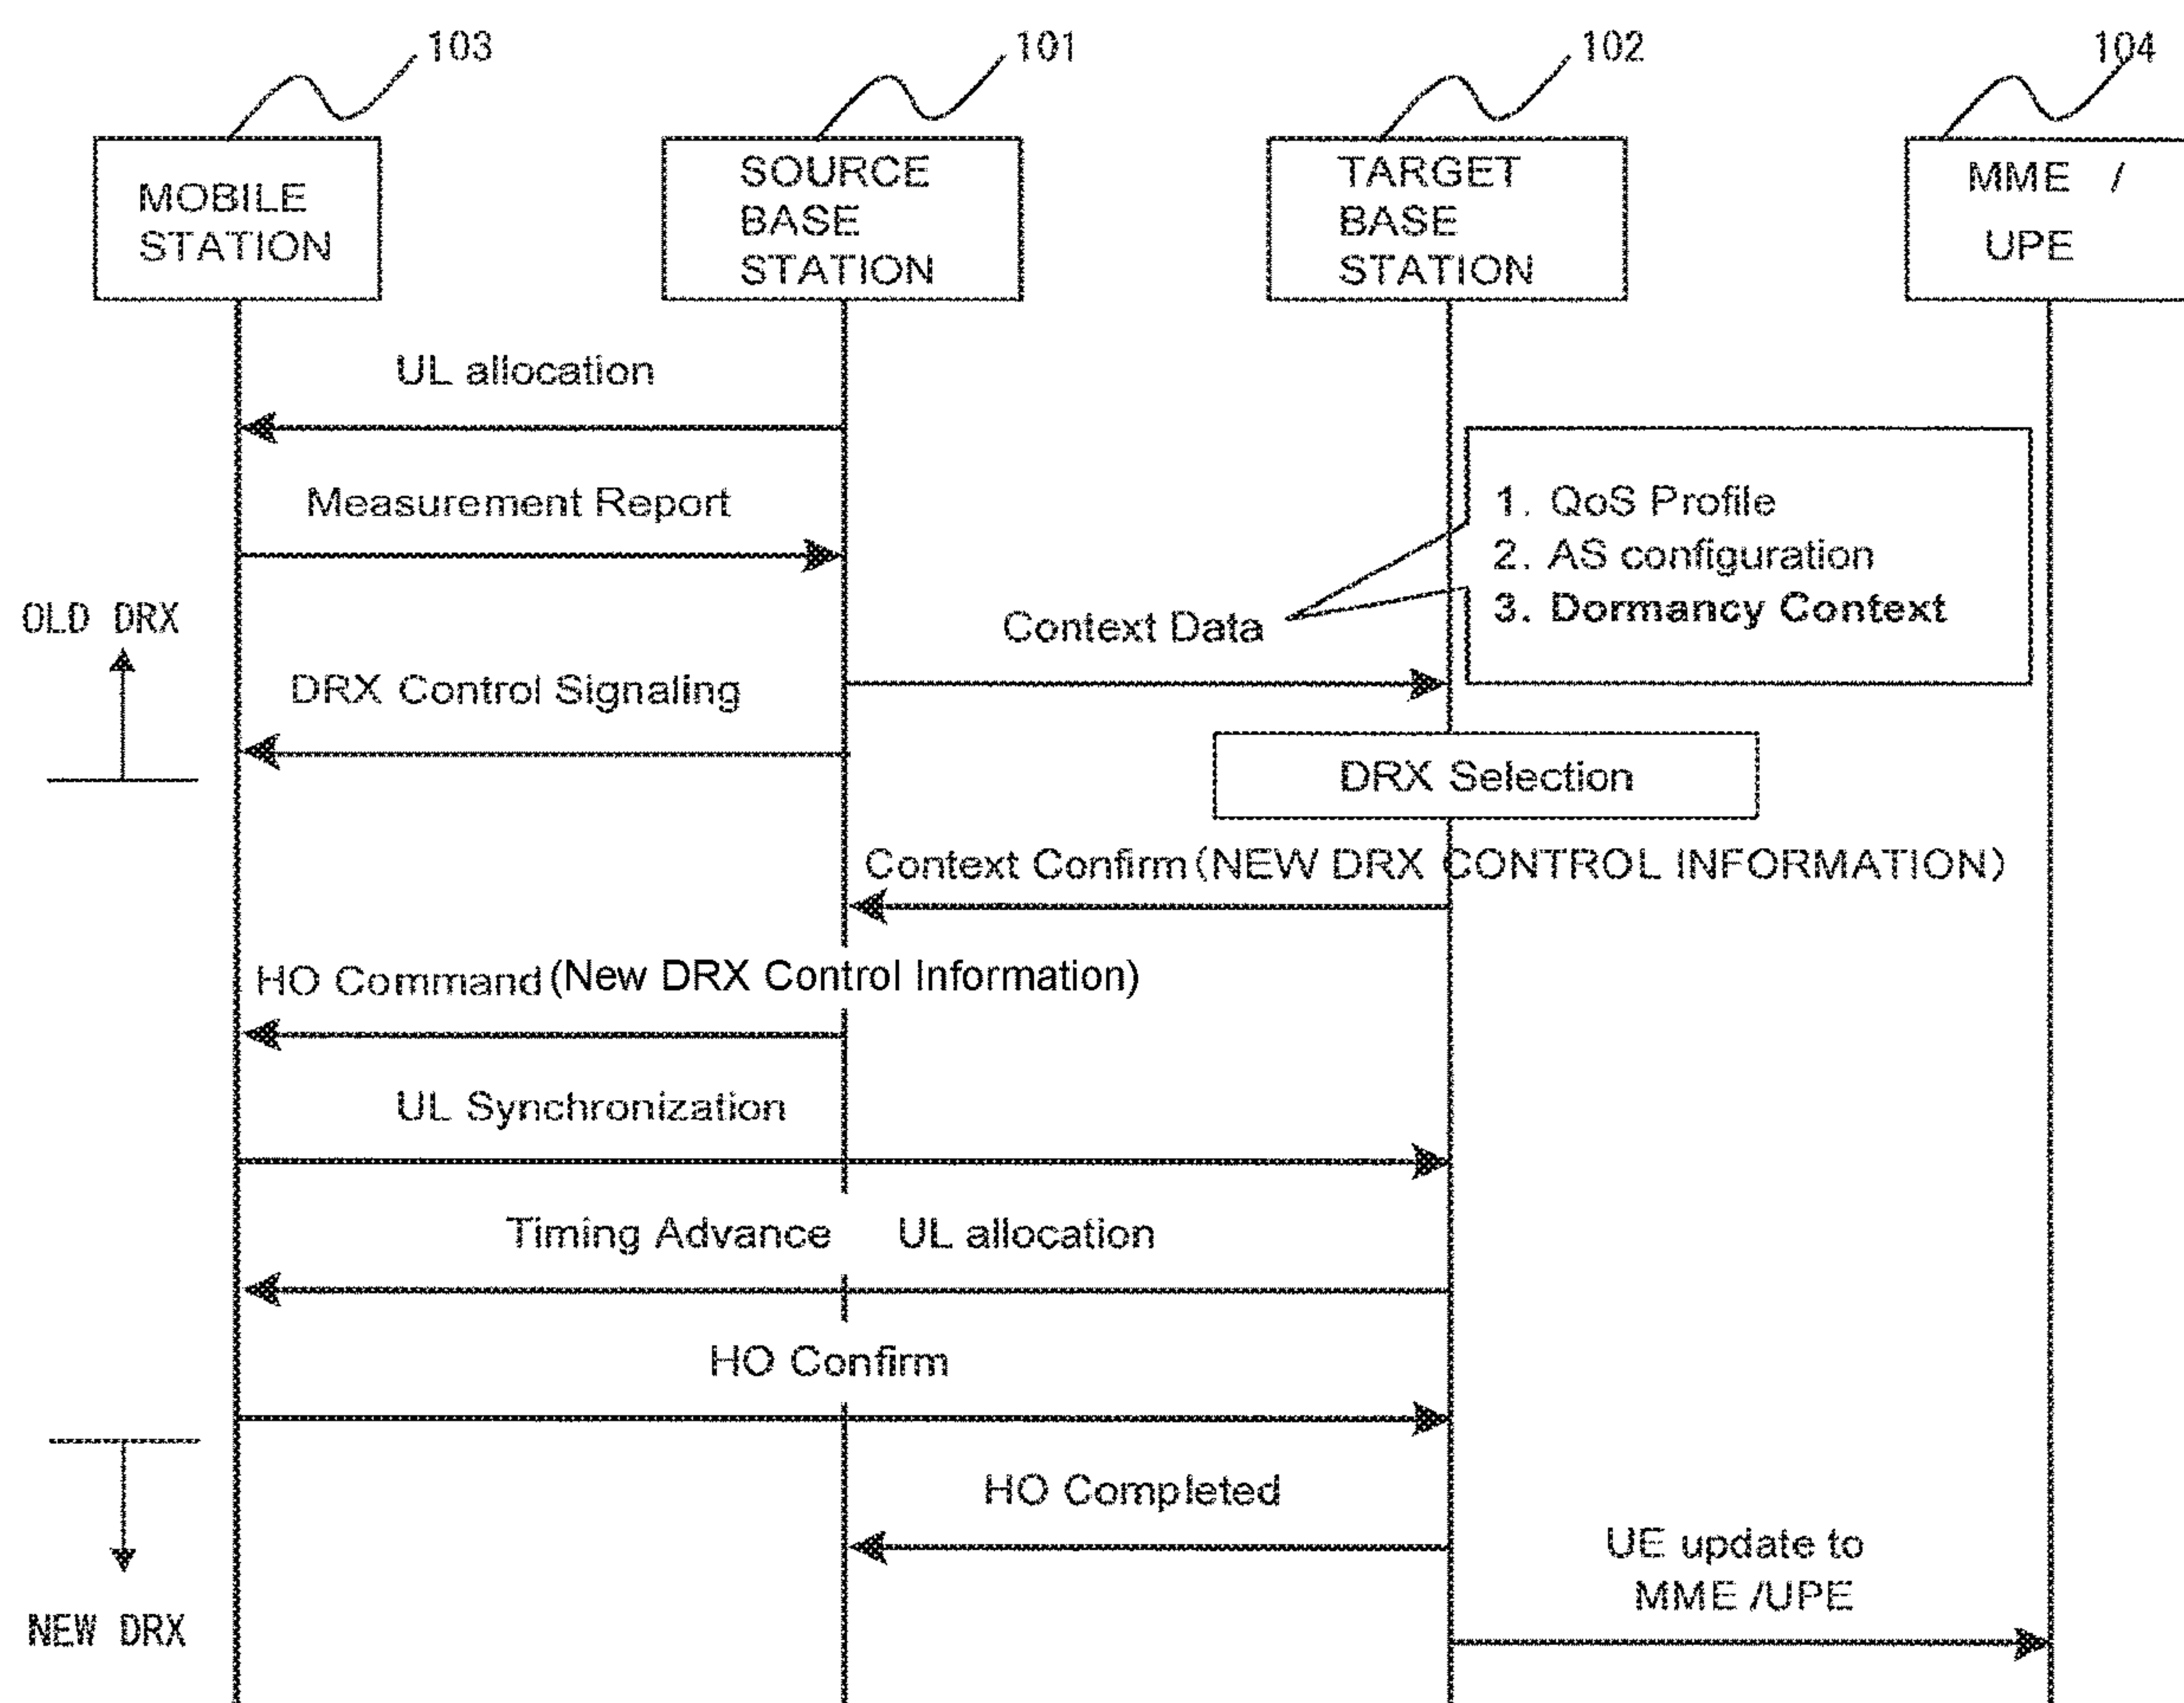 103
101
102
104
MOBILE
STATION
SOURCE
BASE
STATION
TARGET
BASE
STATION
MME /
UPE
UL allocation
Measurement Report
1. QoS Profile
2. AS configuration
3. Dormancy Context
OLD DRX
Context Data
DRX Control Signaling
DRX Selection
Context Confirm (NEW DRX CONTROL INFORMATION)
HO Command (New DRX Control Information)
UL Synchronization
Timing Advance UL allocation
HO Confirm
HO Completed
UE update to
MME /UPE
NEW DRX